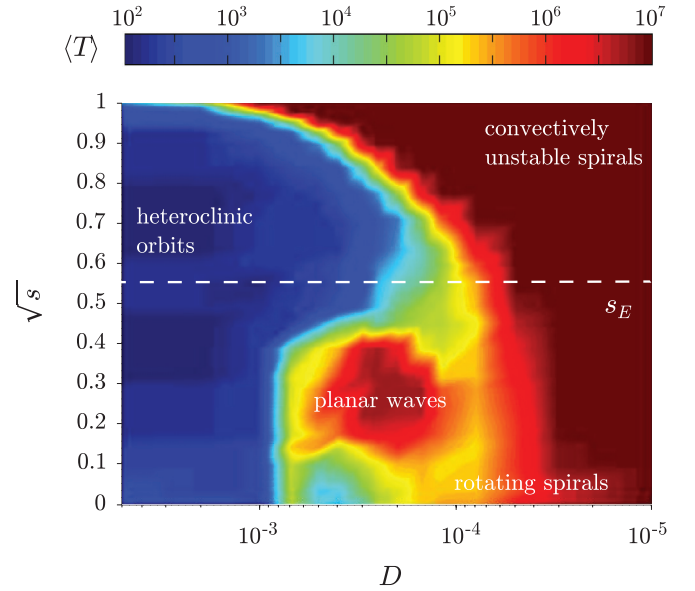 ⟨T⟩ 10² 10³ 10⁴ 10⁵ 10⁶ 10⁷
1
0.9
0.8
0.7
0.6
0.5
0.4
0.3
0.2
0.1
0
√s
convectively
unstable spirals
heteroclinic
orbits
s_E
planar waves
rotating spirals
10⁻³ 10⁻⁴ 10⁻⁵
D